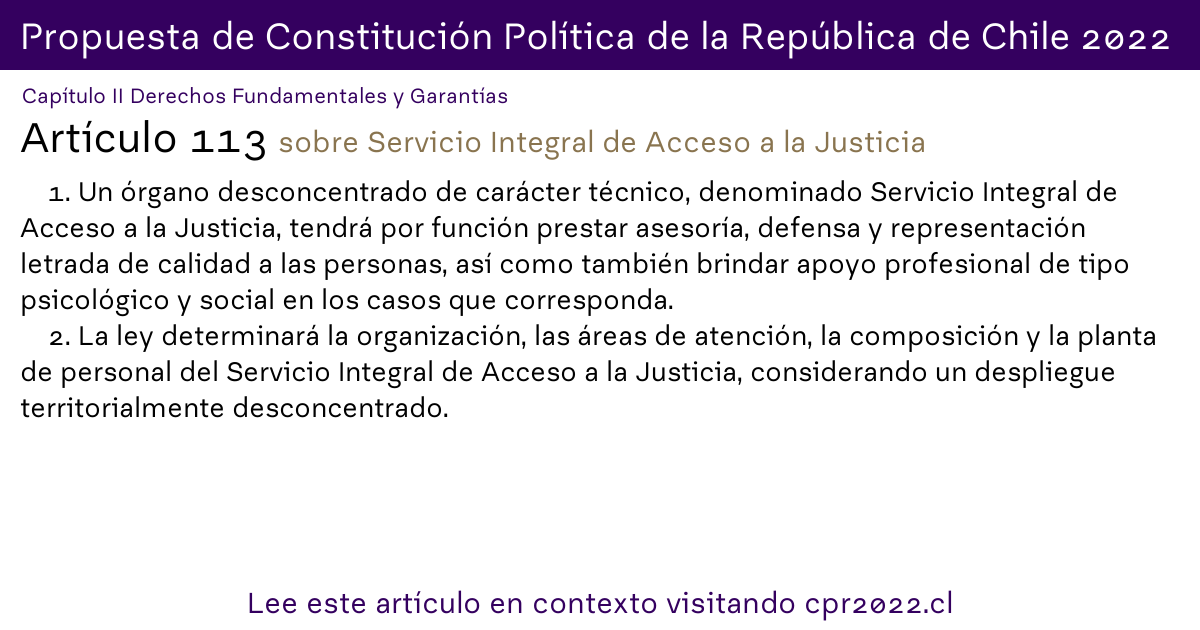 Propuesta de Constitución Política de la República de Chile 2022
Capítulo II Derechos Fundamentales y Garantías
Artículo 113 sobre Servicio Integral de Acceso a la Justicia
1. Un órgano desconcentrado de carácter técnico, denominado Servicio Integral de
Acceso a la Justicia, tendrá por función prestar asesoría, defensa y representación
letrada de calidad a las personas, así como también brindar apoyo profesional de tipo
psicológico y social en los casos que corresponda.
2. La ley determinará la organización, las áreas de atención, la composición y la planta
de personal del Servicio Integral de Acceso a la Justicia, considerando un despliegue
territorialmente desconcentrado.
Lee este artículo en contexto visitando cpr2022.cl